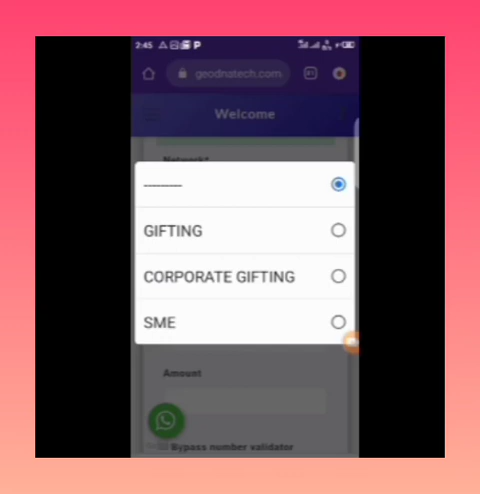 2:45
geodnatech.com
Welcome
Network*
---------
GIFTING
CORPORATE GIFTING
SME
Amount
Bypass number validator